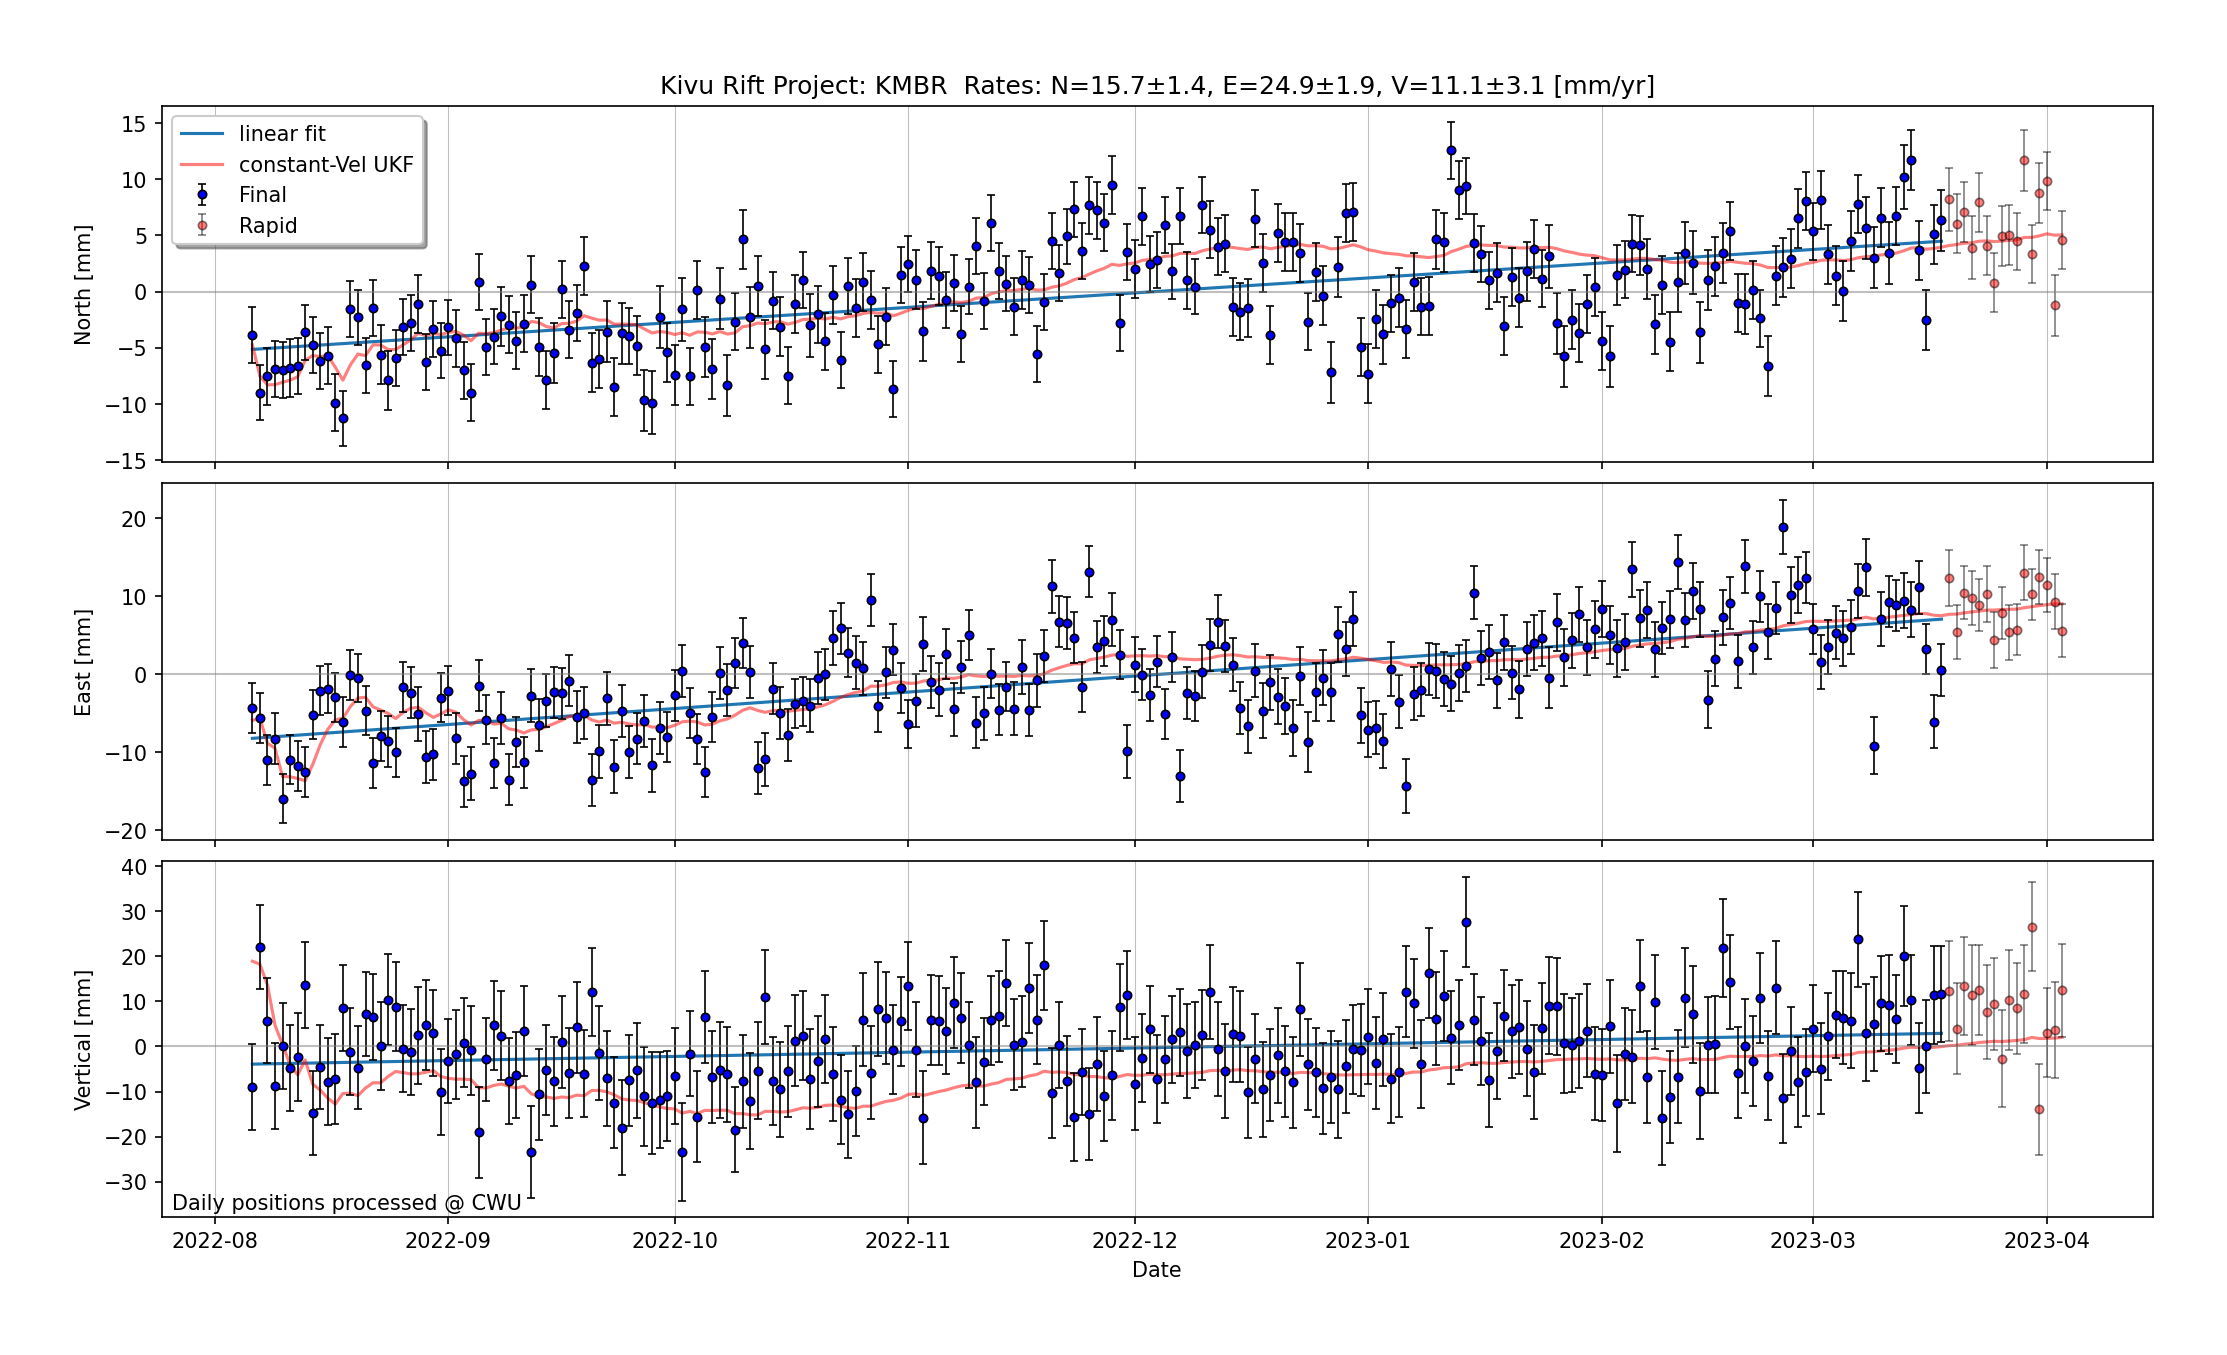 Kivu Rift Project: KMBR  Rates: N=15.7±1.4, E=24.9±1.9, V=11.1±3.1 [mm/yr]
linear fit
constant-Vel UKF
Final
Rapid
North [mm]
15
10
5
0
−5
−10
−15
East [mm]
20
10
0
−10
−20
Vertical [mm]
40
30
20
10
0
−10
−20
−30
Daily positions processed @ CWU
2022-08 2022-09 2022-10 2022-11 2022-12 2023-01 2023-02 2023-03 2023-04
Date